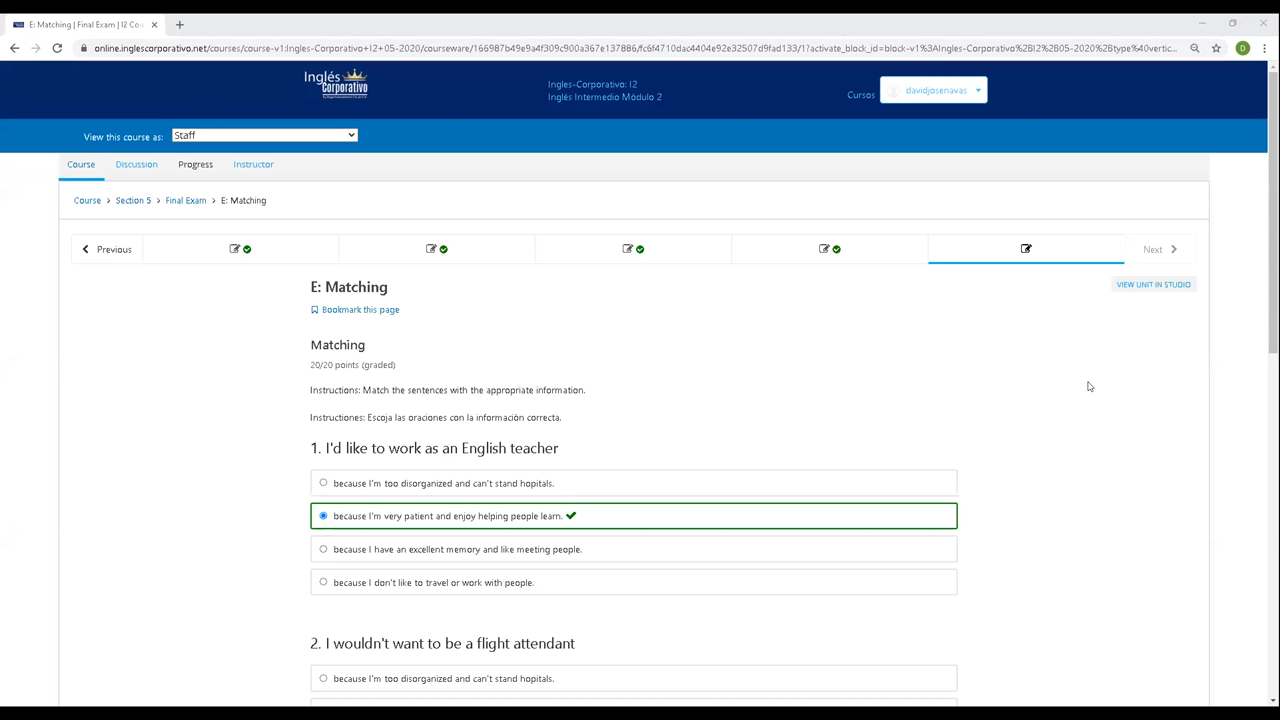 E: Matching | Final Exam | I2 Cou
online.inglescorporativo.net/courses/course-v1:Ingles-Corporativo+I2+05-2020/courseware/166987b49e9a4f309c900a367e137886/fc6f4710dac4404e92e32507c9fad133/1?activate_block_id=block-v1%3AIngles-Corporativo%2BI2%2B05-2020%2Btype%40vertic...
D
Inglés
Corporativo
Ingles-Corporativo: I2
Inglés Intermedio Módulo 2
Cursos
davidjosenavas
View this course as:
Staff
Course Discussion Progress Instructor
Course > Section 5 > Final Exam > E: Matching
Previous
Next
E: Matching
VIEW UNIT IN STUDIO
Bookmark this page
Matching
20/20 points (graded)
Instructions: Match the sentences with the appropriate information.
Instructiones: Escoja las oraciones con la información correcta.
1. I'd like to work as an English teacher
because I'm too disorganized and can't stand hopitals.
because I'm very patient and enjoy helping people learn.
because I have an excellent memory and like meeting people.
because I don't like to travel or work with people.
2. I wouldn't want to be a flight attendant
because I'm too disorganized and can't stand hopitals.